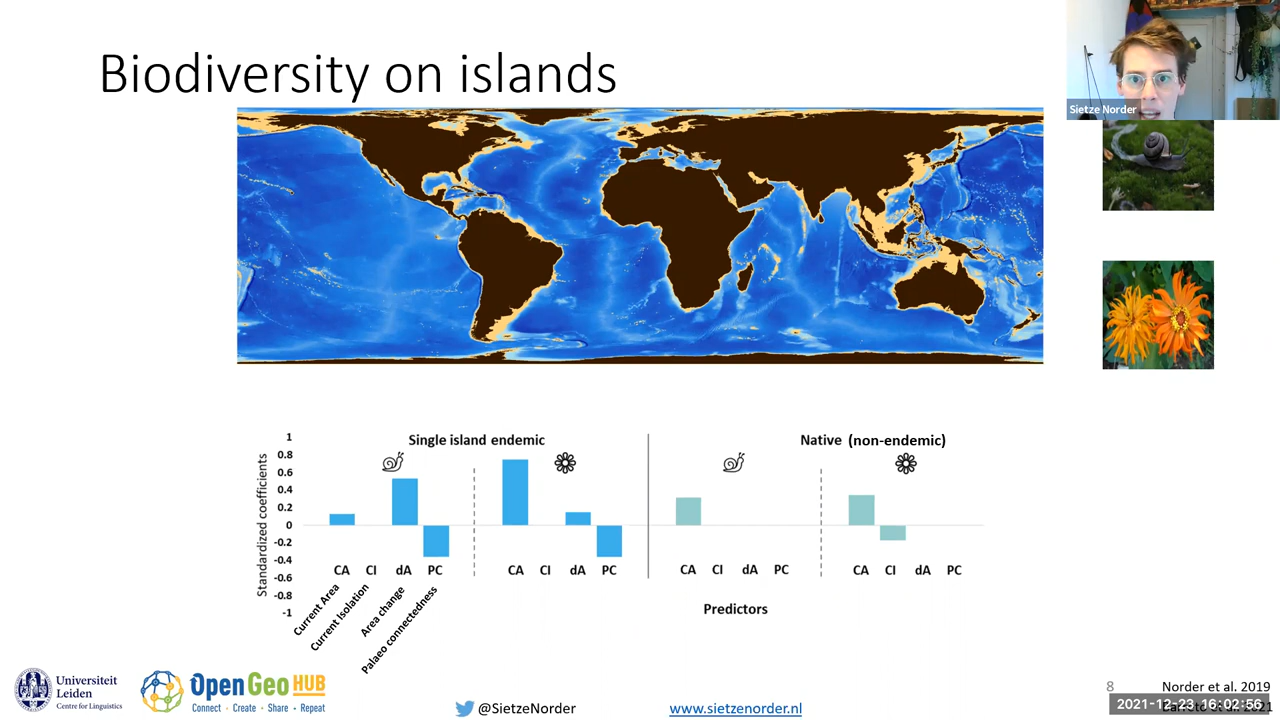 Biodiversity on islands
Sietze Norder
Single island endemic
Native (non-endemic)
Standardized coefficients
1
0.8
0.6
0.4
0.2
0
-0.2
-0.4
-0.6
-0.8
-1
CA CI dA PC
CA CI dA PC
CA CI dA PC
CA CI dA PC
Current Area
Current Isolation
Area change
Palaeo connectedness
Predictors
Universiteit
Leiden
Centre for Linguistics
OpenGeoHUB
Connect · Create · Share · Repeat
@SietzeNorder
www.sietzenorder.nl
8
Norder et al. 2019
2021-12-23 16:02:56